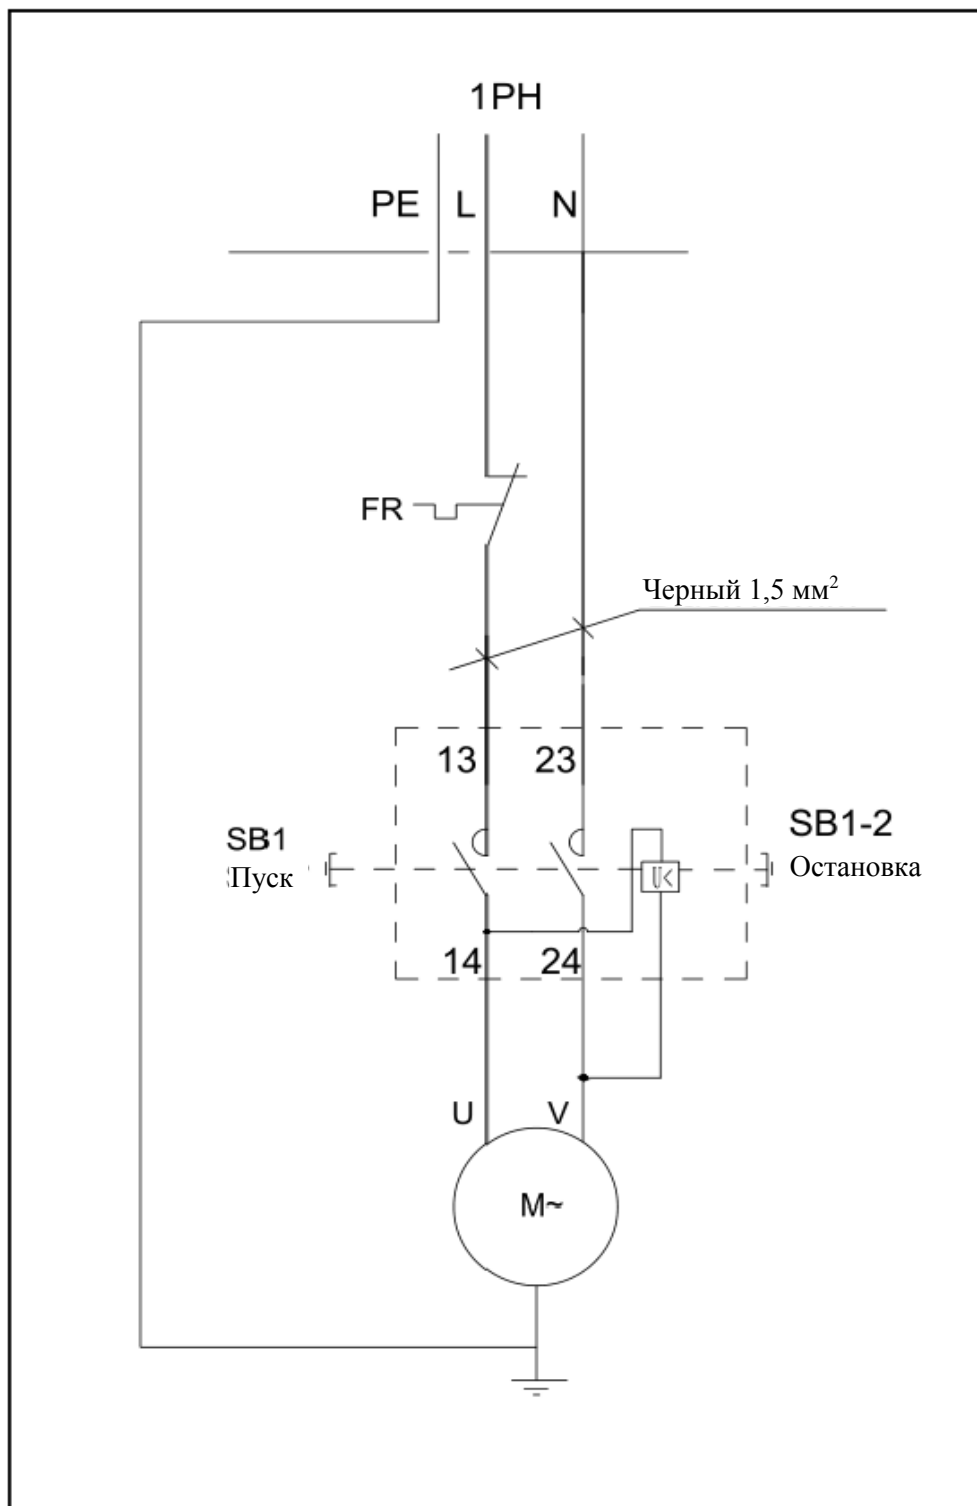 1PH
PE L N
FR
Черный 1,5 мм²
13 23
SB1
Пуск
SB1-2
Остановка
14 24
U V
M~